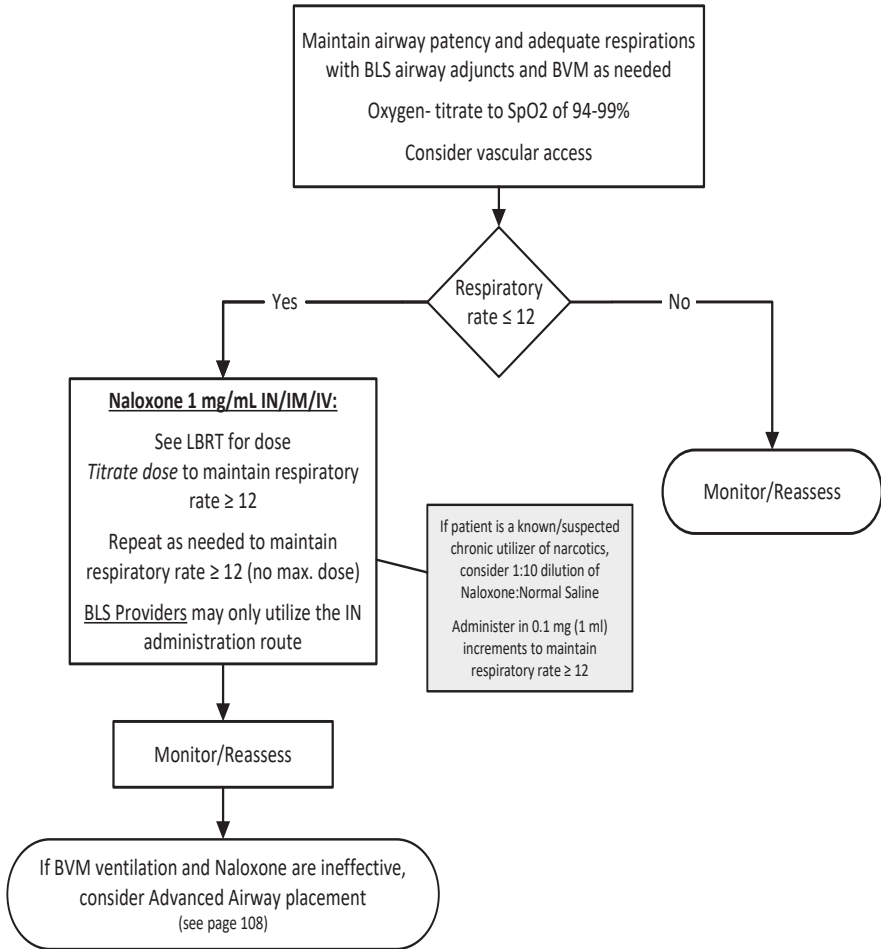 Maintain airway patency and adequate respirations
with BLS airway adjuncts and BVM as needed
Oxygen- titrate to SpO2 of 94-99%
Consider vascular access
Respiratory
rate ≤ 12
Yes
No
Naloxone 1 mg/mL IN/IM/IV:
See LBRT for dose
Titrate dose to maintain respiratory
rate ≥ 12
Repeat as needed to maintain
respiratory rate ≥ 12 (no max. dose)
BLS Providers may only utilize the IN
administration route
Monitor/Reassess
If patient is a known/suspected
chronic utilizer of narcotics,
consider 1:10 dilution of
Naloxone:Normal Saline
Administer in 0.1 mg (1 ml)
increments to maintain
respiratory rate ≥ 12
Monitor/Reassess
If BVM ventilation and Naloxone are ineffective,
consider Advanced Airway placement
(see page 108)